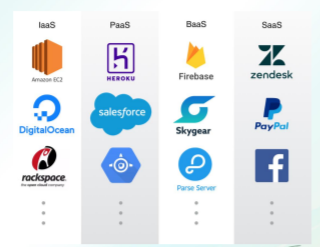 IaaS PaaS BaaS SaaS
Amazon EC2 HEROKU Firebase zendesk
DigitalOcean salesforce Skygear PayPal
rackspace.
the open cloud company
Parse Server